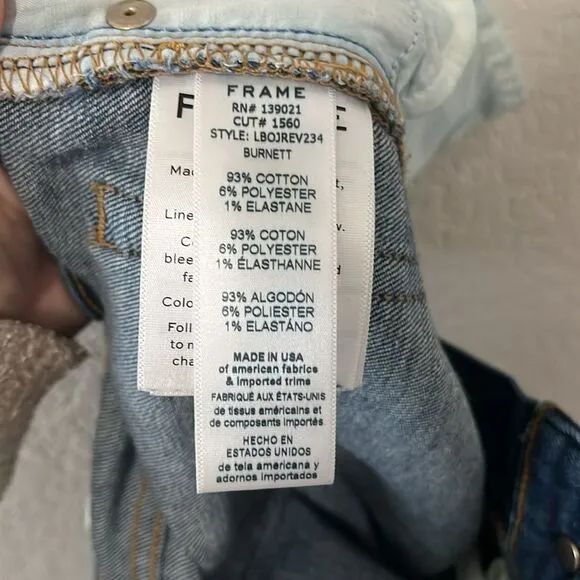 FRAME
RN# 139021
CUT# 1560
STYLE: LBOJREV234
BURNETT
93% COTTON
6% POLYESTER
1% ELASTANE
93% COTON
6% POLYESTER
1% ÉLASTHANNE
93% ALGODÓN
6% POLIESTER
1% ELASTÁNO
MADE IN USA
of american fabrics
& imported trims
FABRIQUÉ AUX ÉTATS-UNIS
de tissus américains et
de composants importés
HECHO EN
ESTADOS UNIDOS
de tela americana y
adornos importados